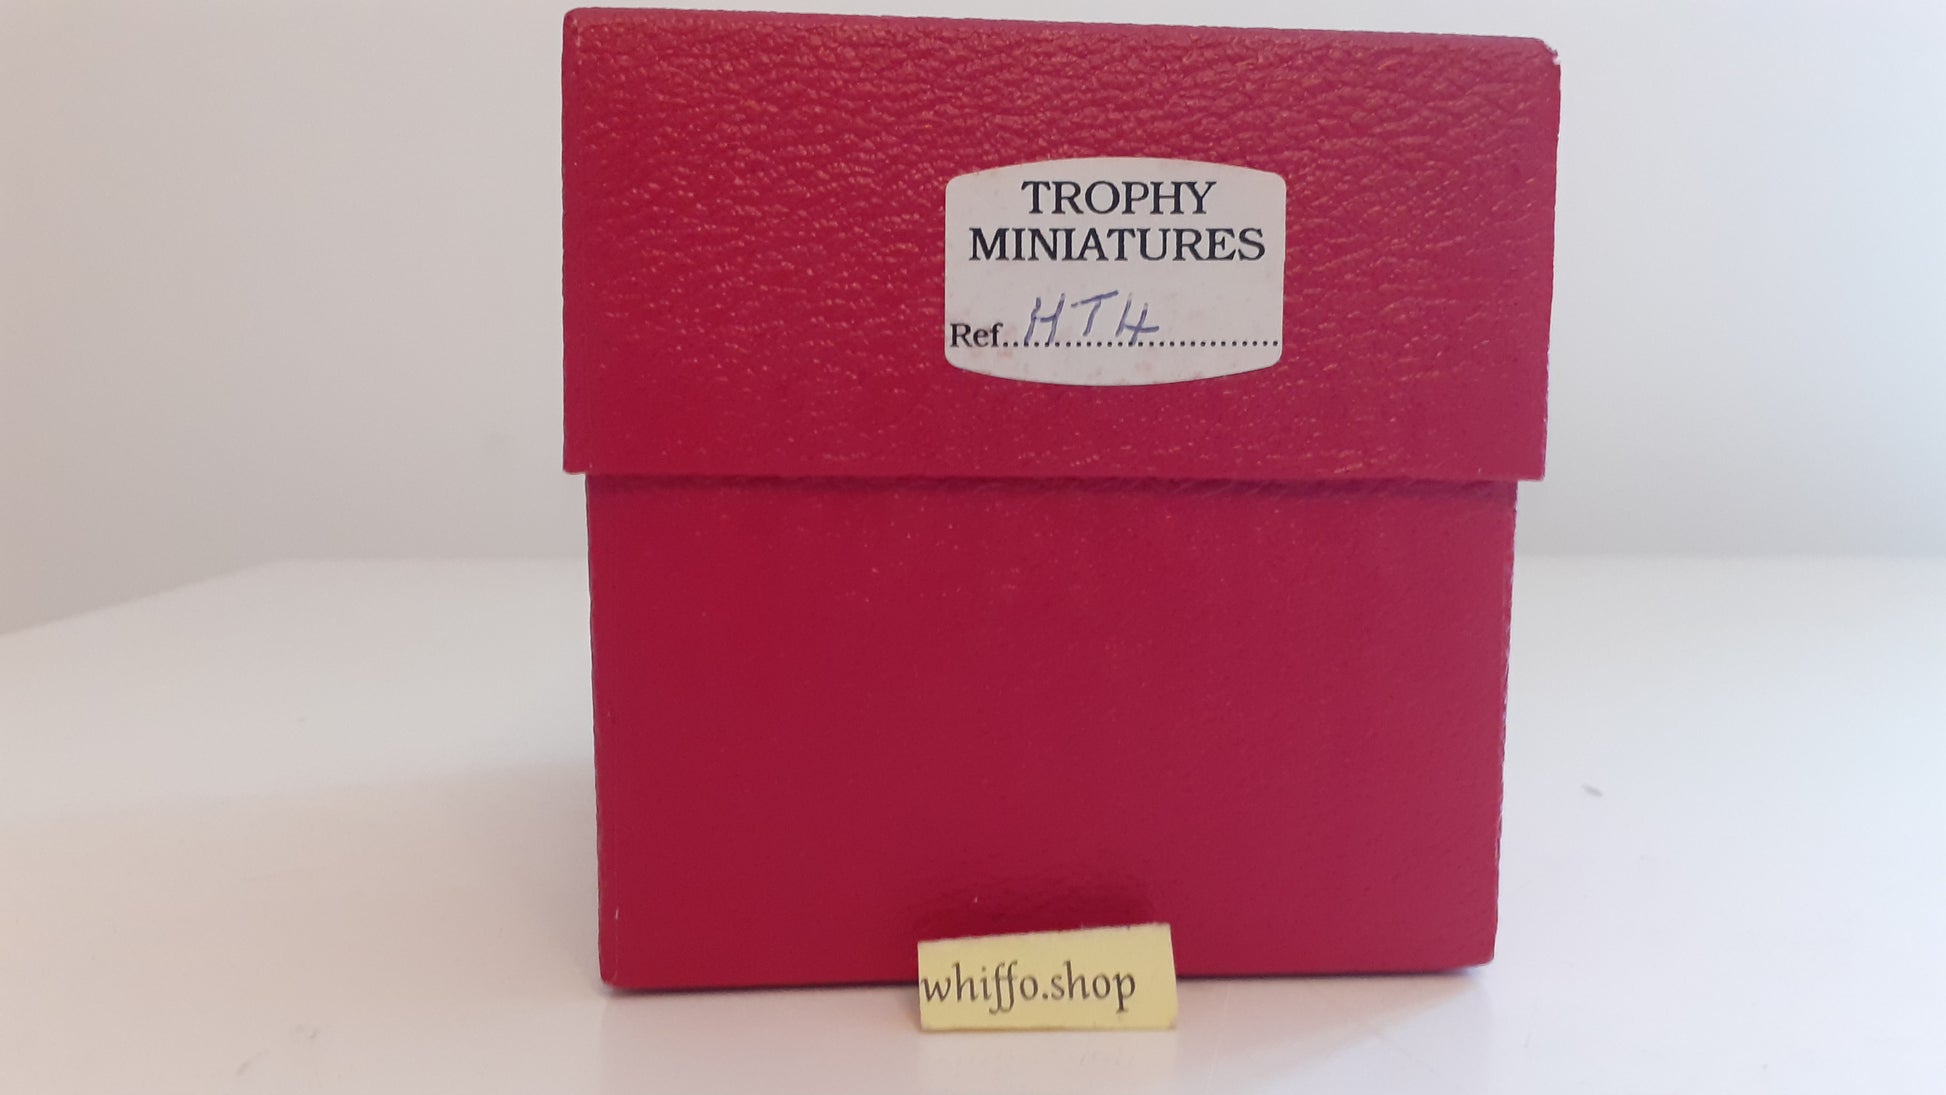 TROPHY
MINIATURES
Ref. HT4
whiffo.shop